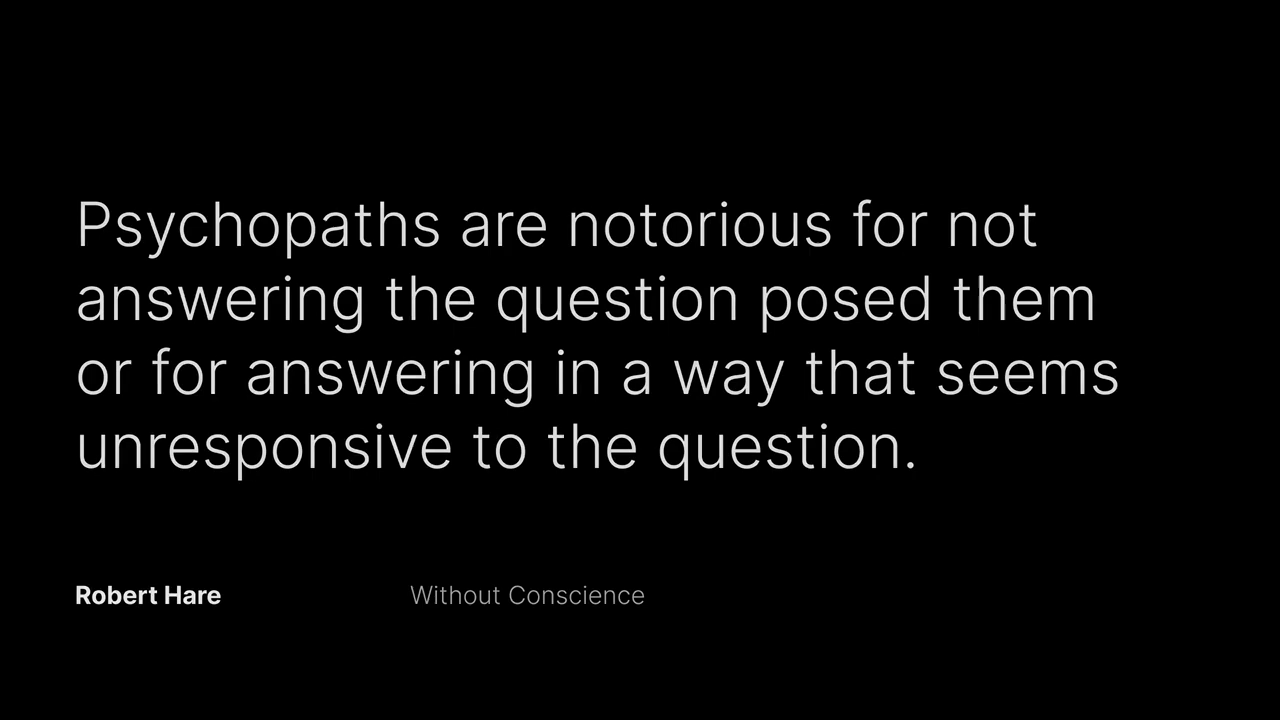 Psychopaths are notorious for not
answering the question posed them
or for answering in a way that seems
unresponsive to the question.
Robert Hare
Without Conscience